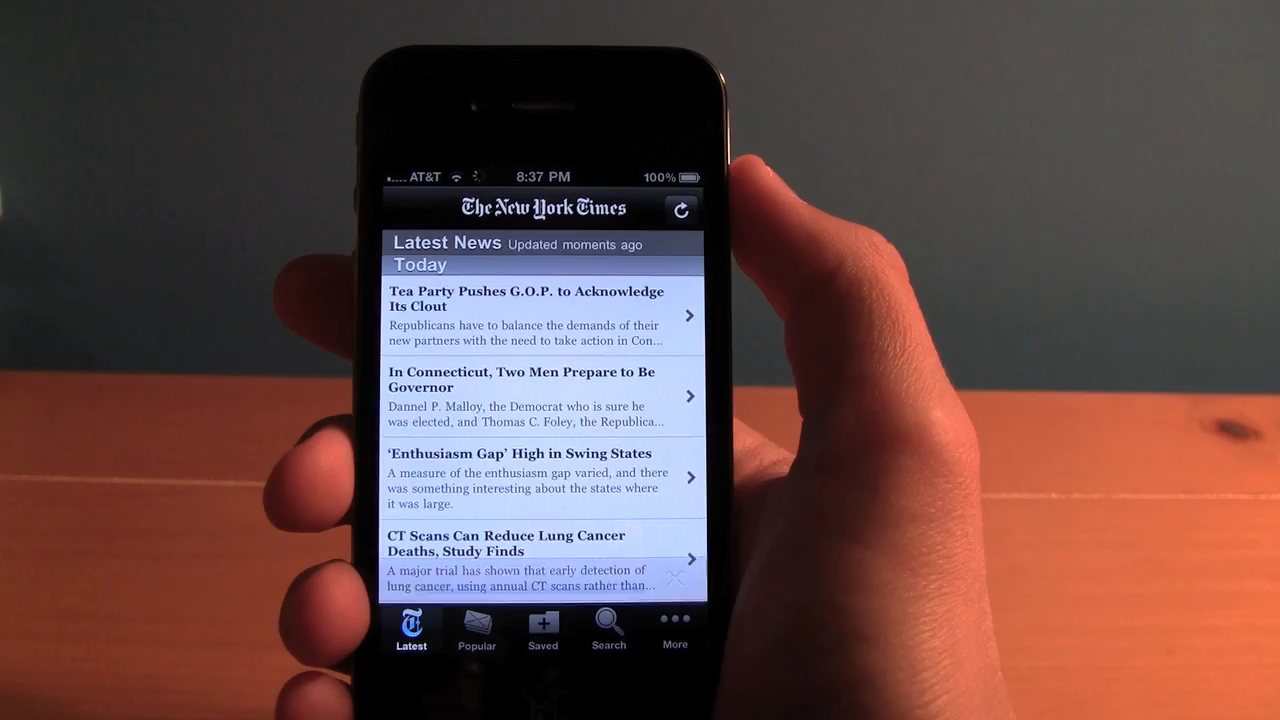 AT&T 8:37 PM 100%
The New York Times
Latest News Updated moments ago
Today
Tea Party Pushes G.O.P. to Acknowledge
Its Clout
Republicans have to balance the demands of their
new partners with the need to take action in Con...
In Connecticut, Two Men Prepare to Be
Governor
Dannel P. Malloy, the Democrat who is sure he
was elected, and Thomas C. Foley, the Republica...
‘Enthusiasm Gap’ High in Swing States
A measure of the enthusiasm gap varied, and there
was something interesting about the states where
it was large.
CT Scans Can Reduce Lung Cancer
Deaths, Study Finds
A major trial has shown that early detection of
lung cancer, using annual CT scans rather than...
Latest Popular Saved Search More